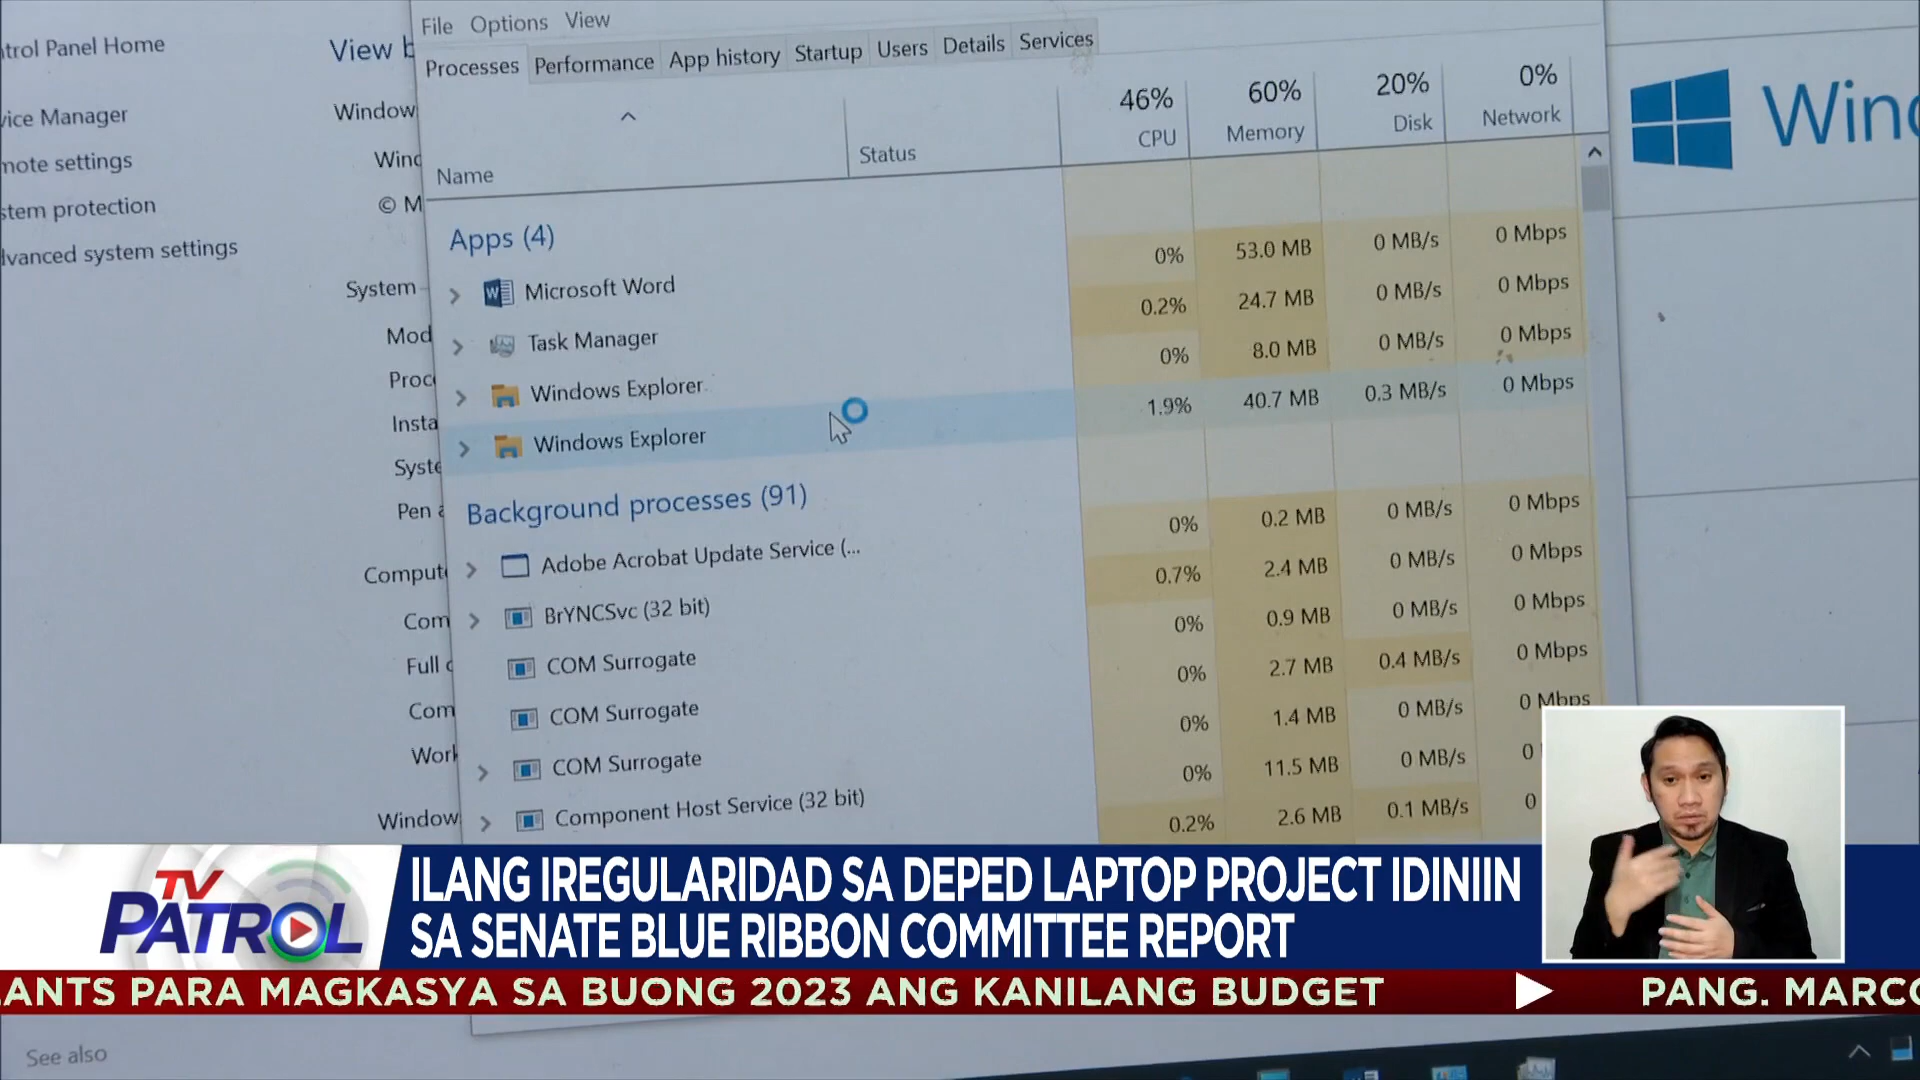 File Options View
Processes Performance App history Startup Users Details Services
Control Panel Home
View b
Window
Wind
© M
vice Manager
mote settings
stem protection
dvanced system settings
System
Mod
Proc
Insta
Syste
Pen a
Compute
Com
Full c
Com
Work
Window
See also
46% 60% 20% 0%
Name Status CPU Memory Disk Network
Apps (4)
Microsoft Word 0% 53.0 MB 0 MB/s 0 Mbps
Task Manager 0.2% 24.7 MB 0 MB/s 0 Mbps
Windows Explorer 0% 8.0 MB 0 MB/s 0 Mbps
Windows Explorer 1.9% 40.7 MB 0.3 MB/s 0 Mbps
Background processes (91)
Adobe Acrobat Update Service (... 0% 0.2 MB 0 MB/s 0 Mbps
BrYNCSvc (32 bit) 0.7% 2.4 MB 0 MB/s 0 Mbps
COM Surrogate 0% 0.9 MB 0 MB/s 0 Mbps
COM Surrogate 0% 2.7 MB 0.4 MB/s 0 Mbps
COM Surrogate 0% 1.4 MB 0 MB/s 0 Mbps
Component Host Service (32 bit) 0% 11.5 MB 0 MB/s 0
0.2% 2.6 MB 0.1 MB/s 0
Wind
TV PATROL
ILANG IREGULARIDAD SA DEPED LAPTOP PROJECT IDINIIN
SA SENATE BLUE RIBBON COMMITTEE REPORT
LANTS PARA MAGKASYA SA BUONG 2023 ANG KANILANG BUDGET PANG. MARCO